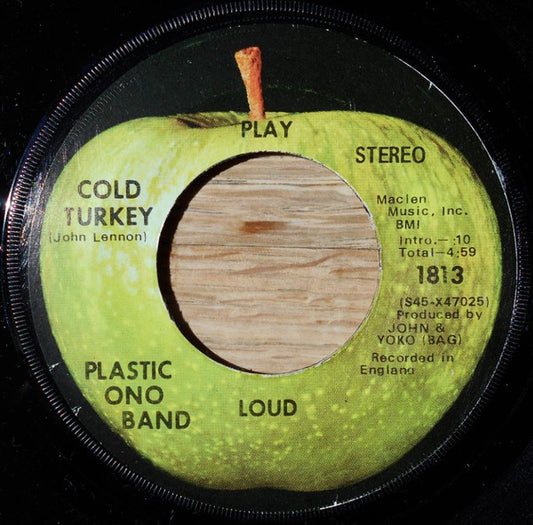 PLAY
STEREO
COLD
TURKEY
(John Lennon)
Maclen
Music, Inc.
BMI
Intro.— :10
Total—4:59
1813
(S45-X47025)
Produced by
JOHN &
YOKO (BAG)
Recorded in
England
PLASTIC
ONO
BAND
LOUD